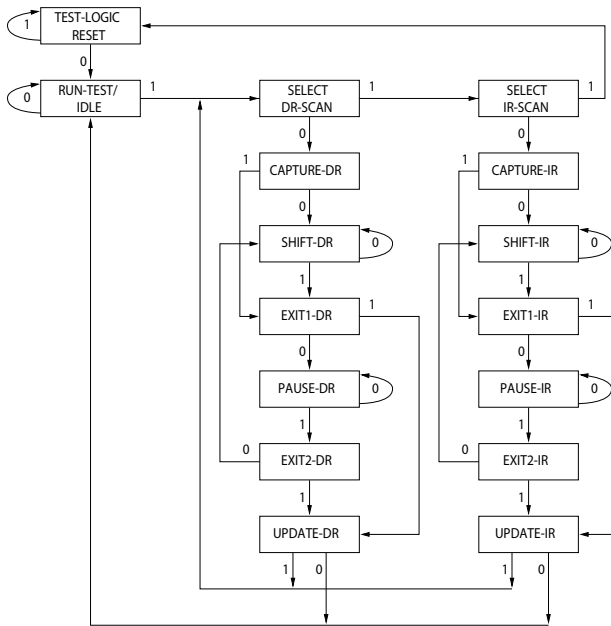 TEST-LOGIC
RESET
1
0
RUN-TEST/
IDLE
0
1
SELECT
DR-SCAN
1
SELECT
IR-SCAN
1
0
0
1
CAPTURE-DR
1
CAPTURE-IR
0
0
SHIFT-DR
0
SHIFT-IR
0
1
1
EXIT1-DR
1
EXIT1-IR
1
0
0
PAUSE-DR
0
PAUSE-IR
0
1
1
0
EXIT2-DR
0
EXIT2-IR
1
1
UPDATE-DR
UPDATE-IR
1
0
1
0